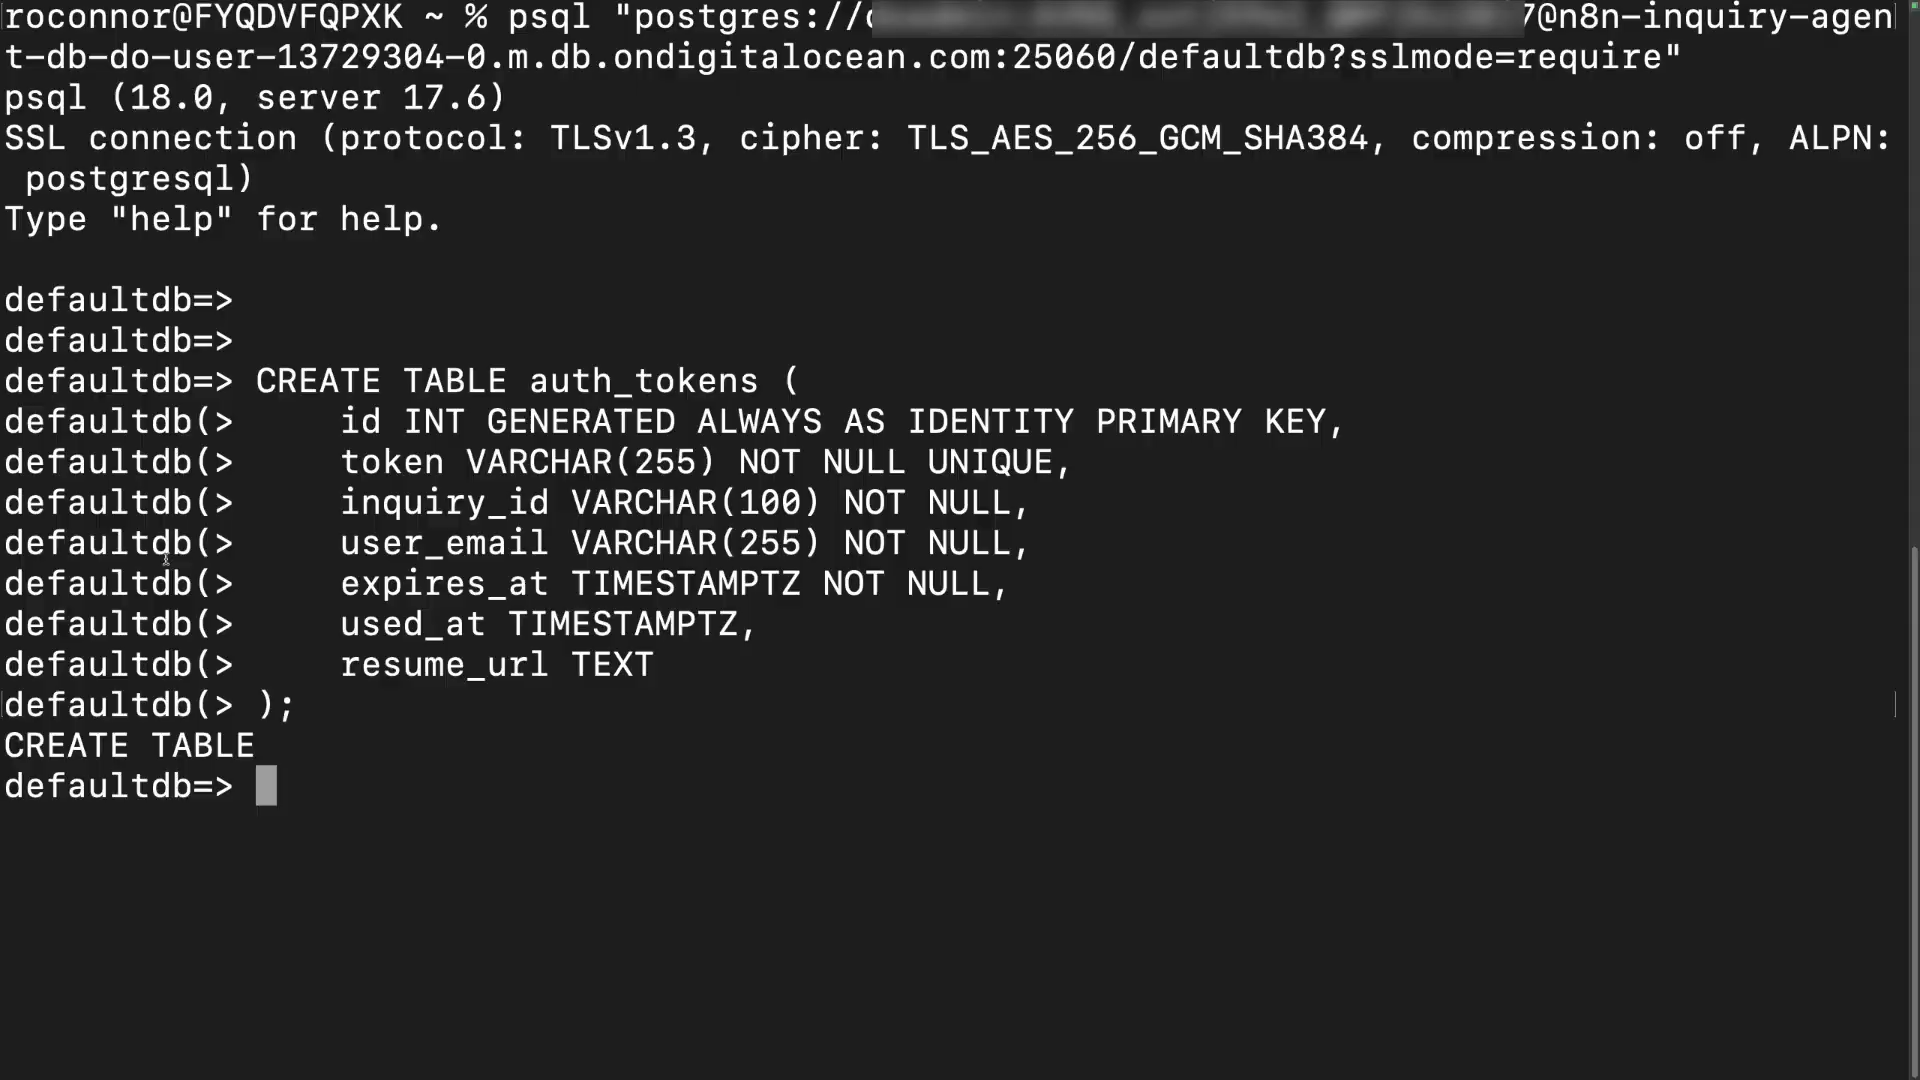 roconnor@FYQDVFQPXK ~ % psql "postgres:// 7@n8n-inquiry-agen
t-db-do-user-13729304-0.m.db.ondigitalocean.com:25060/defaultdb?sslmode=require"
psql (18.0, server 17.6)
SSL connection (protocol: TLSv1.3, cipher: TLS_AES_256_GCM_SHA384, compression: off, ALPN:
 postgresql)
Type "help" for help.

defaultdb=>
defaultdb=>
defaultdb=> CREATE TABLE auth_tokens (
defaultdb(>     id INT GENERATED ALWAYS AS IDENTITY PRIMARY KEY,
defaultdb(>     token VARCHAR(255) NOT NULL UNIQUE,
defaultdb(>     inquiry_id VARCHAR(100) NOT NULL,
defaultdb(>     user_email VARCHAR(255) NOT NULL,
defaultdb(>     expires_at TIMESTAMPTZ NOT NULL,
defaultdb(>     used_at TIMESTAMPTZ,
defaultdb(>     resume_url TEXT
defaultdb(> );
CREATE TABLE
defaultdb=>